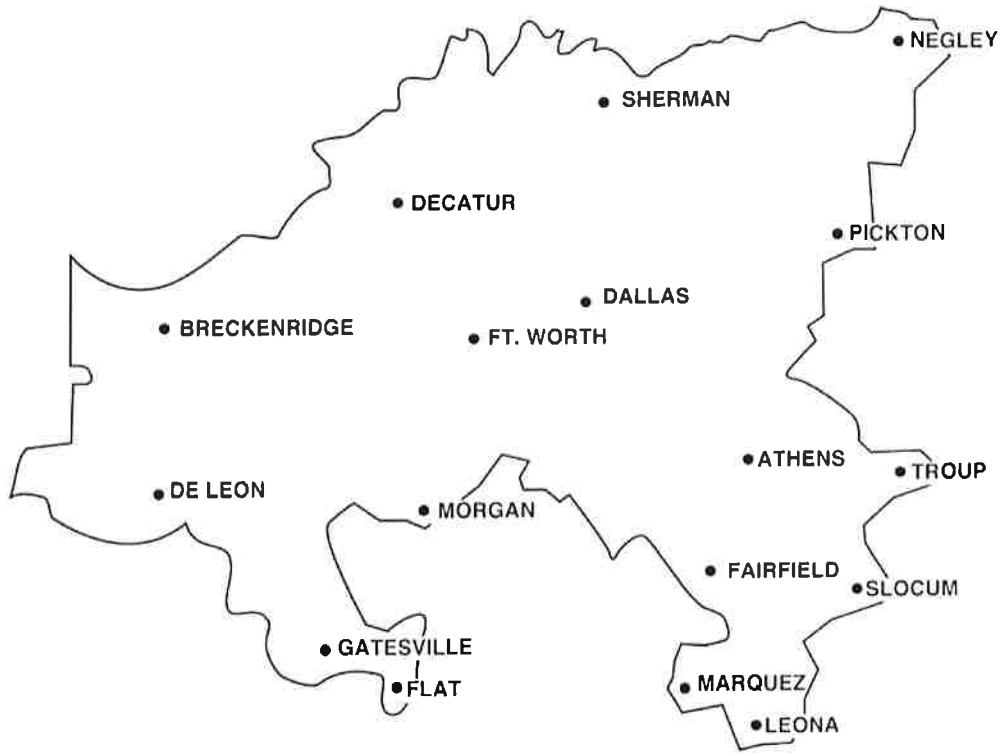 NEGLEY
SHERMAN
DECATUR
PICKTON
DALLAS
BRECKENRIDGE
FT. WORTH
ATHENS
TROUP
DE LEON
MORGAN
FAIRFIELD
SLOCUM
GATESVILLE
MARQUEZ
FLAT
LEONA